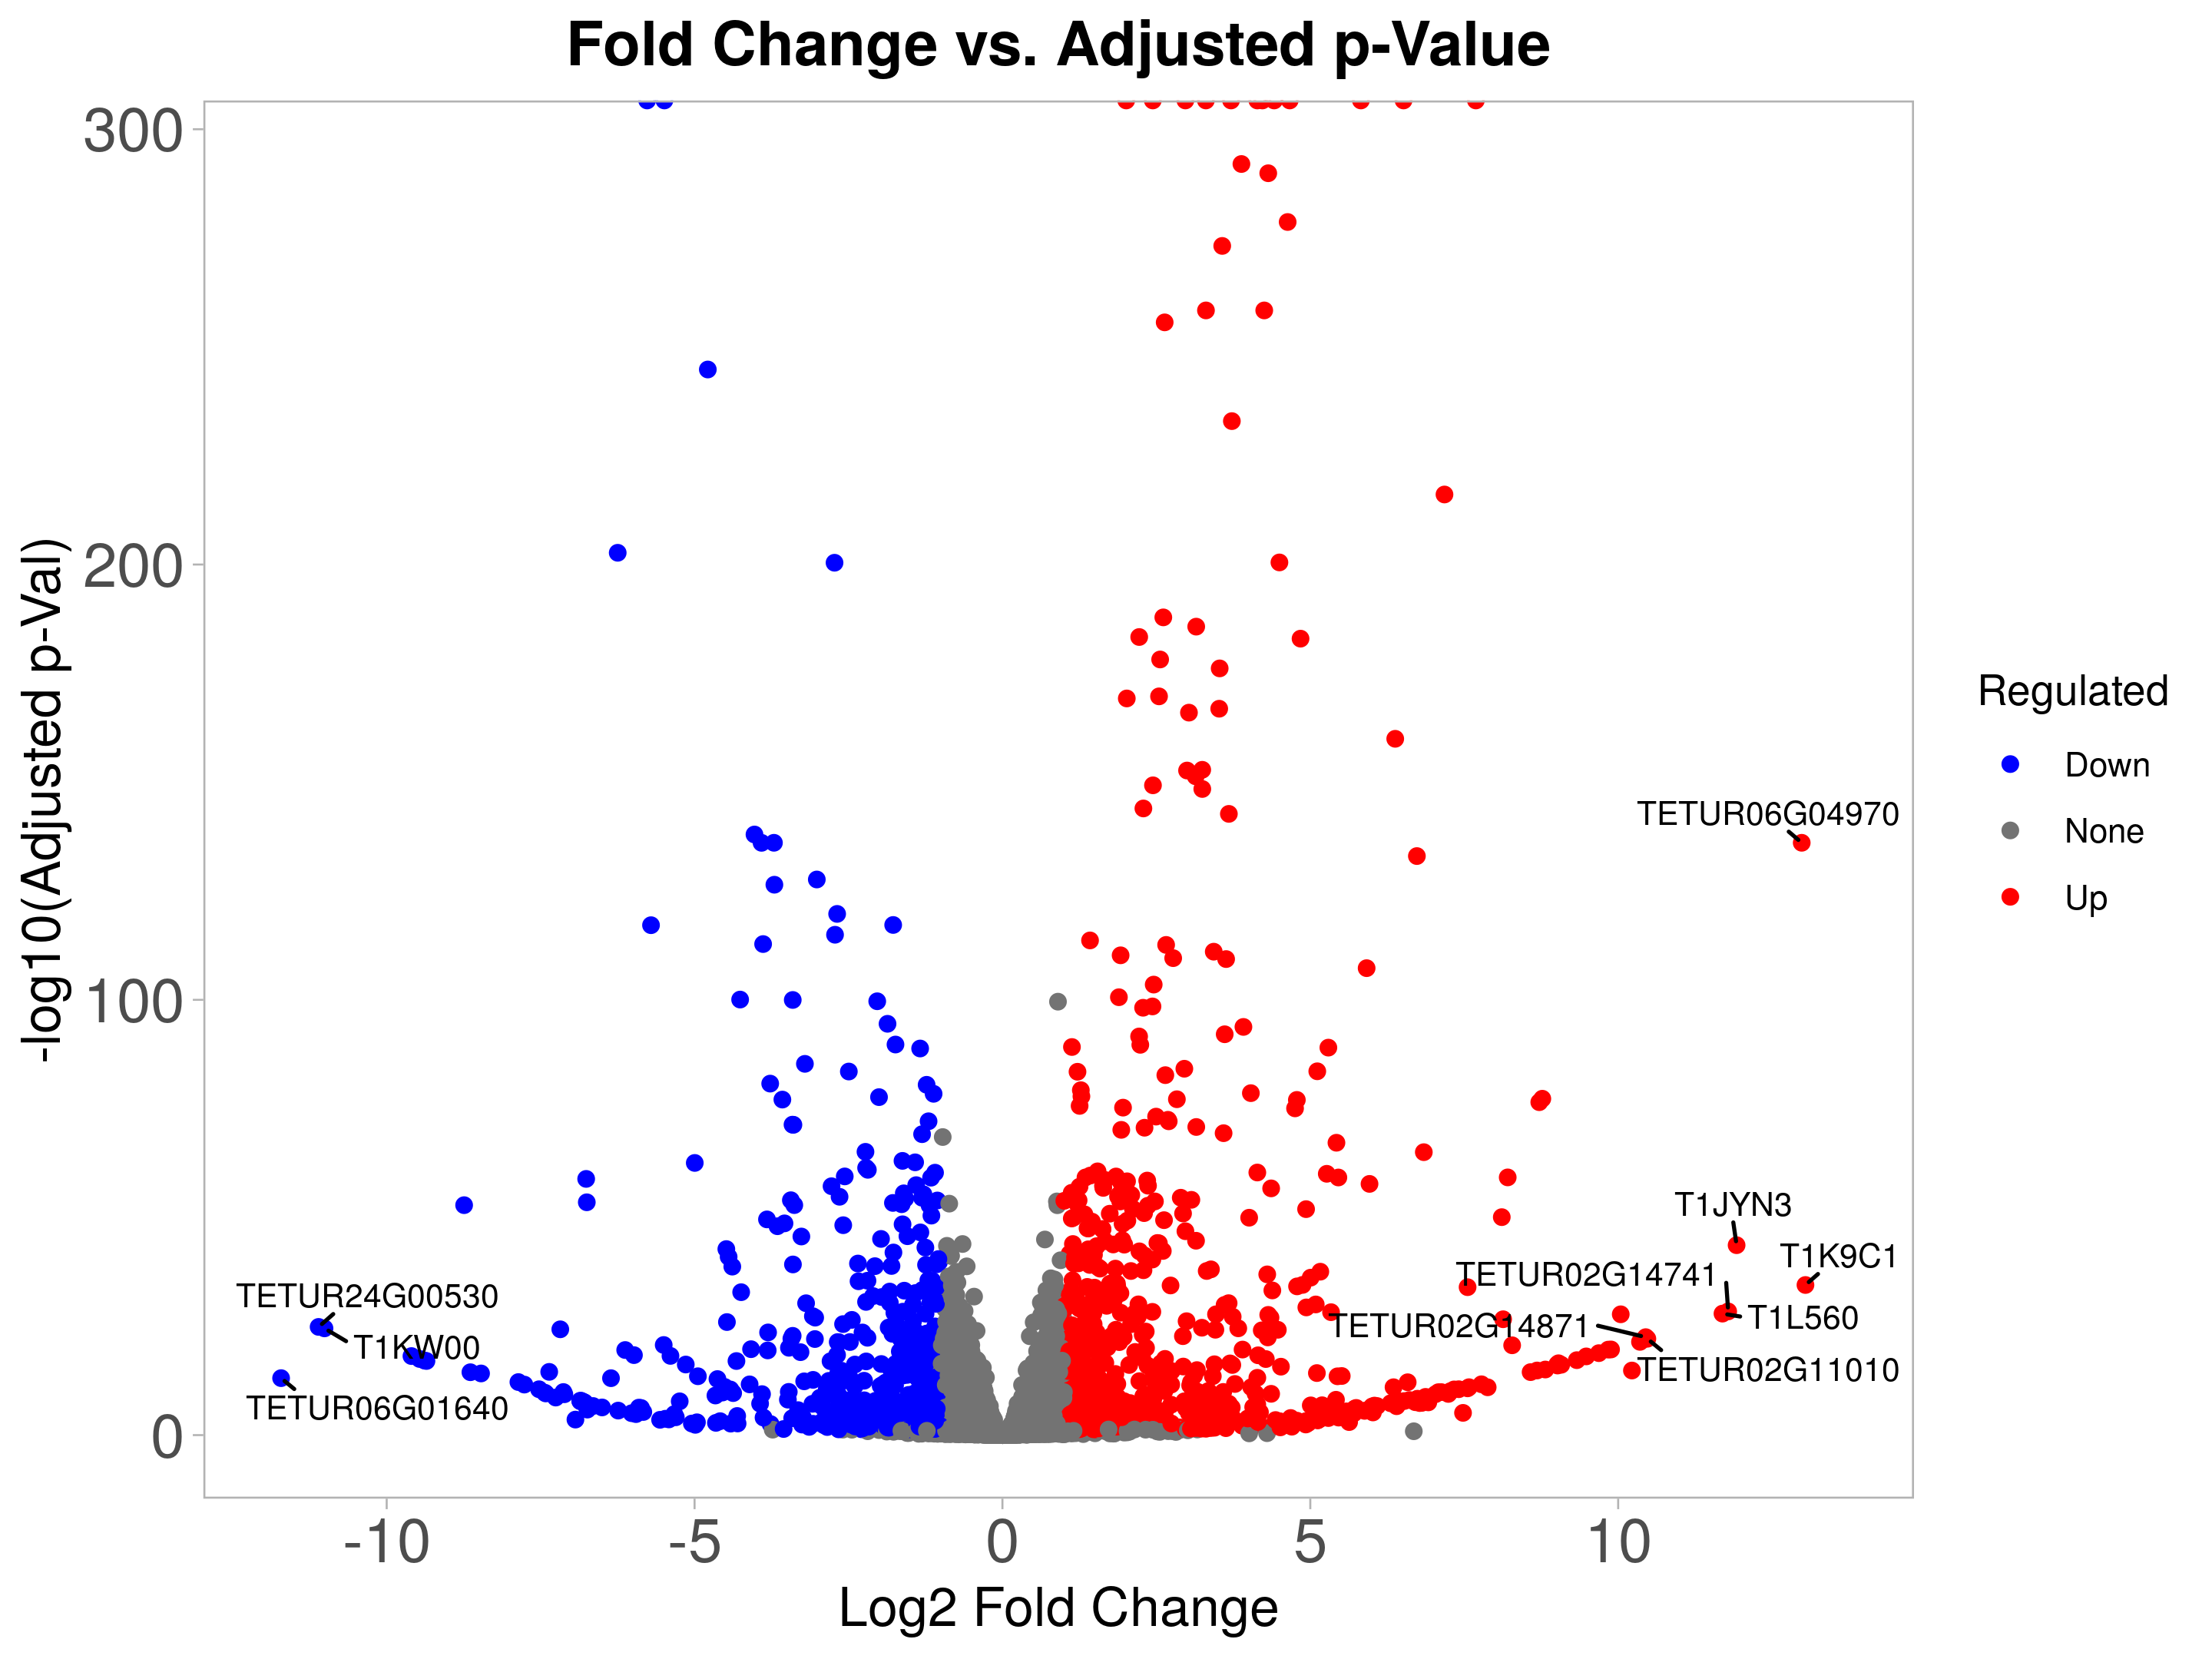 Fold Change vs. Adjusted p-Value
300
200
100
0
-log10(Adjusted p-Val)
-10
-5
0
5
10
Log2 Fold Change
TETUR06G04970
T1JYN3
T1K9C1
TETUR02G14741
T1L560
TETUR02G14871
TETUR02G11010
TETUR24G00530
T1KW00
TETUR06G01640
Regulated
Down
None
Up